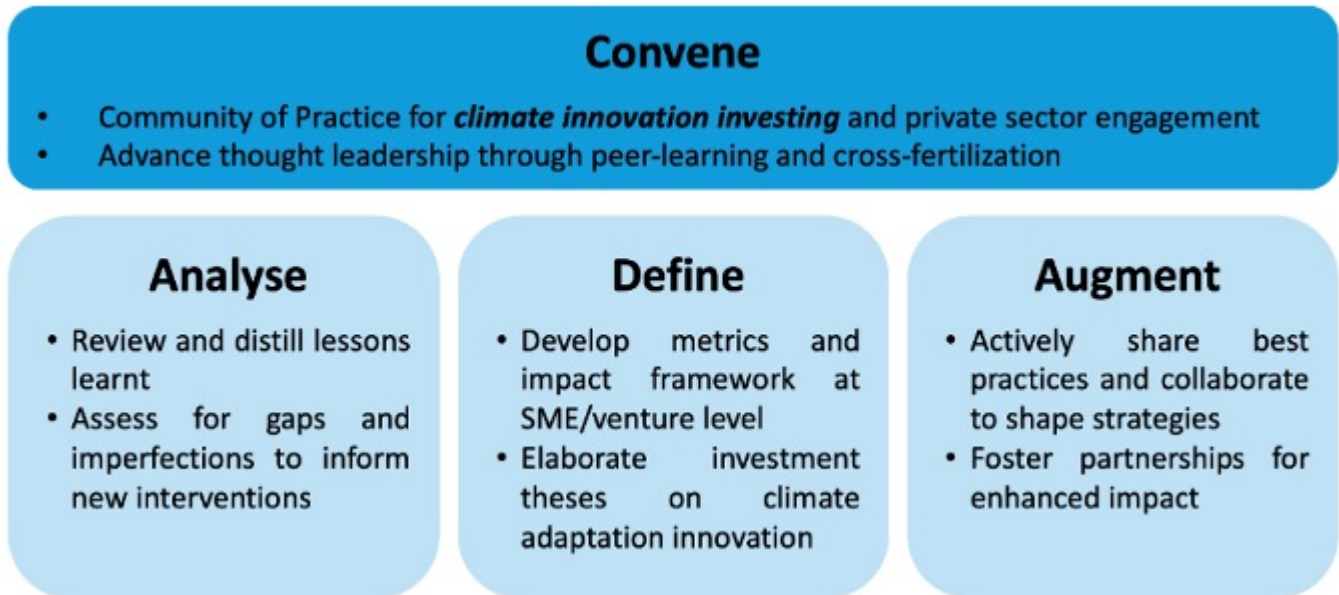 Convene
• Community of Practice for climate innovation investing and private sector engagement
• Advance thought leadership through peer-learning and cross-fertilization
Analyse
• Review and distill lessons
learnt
• Assess for gaps and
imperfections to inform
new interventions
Define
• Develop metrics and
impact framework at
SME/venture level
• Elaborate investment
theses on climate
adaptation innovation
Augment
• Actively share best
practices and collaborate
to shape strategies
• Foster partnerships for
enhanced impact